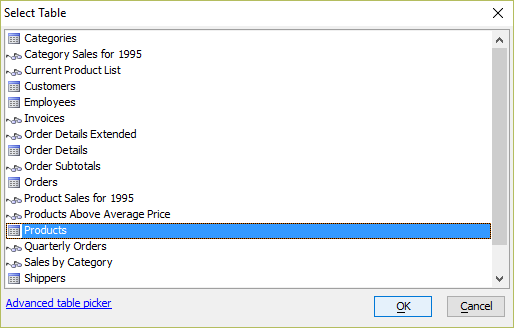 Select Table
Categories
Category Sales for 1995
Current Product List
Customers
Employees
Invoices
Order Details Extended
Order Details
Order Subtotals
Orders
Product Sales for 1995
Products Above Average Price
Products
Quarterly Orders
Sales by Category
Shippers
Advanced table picker
OK
Cancel